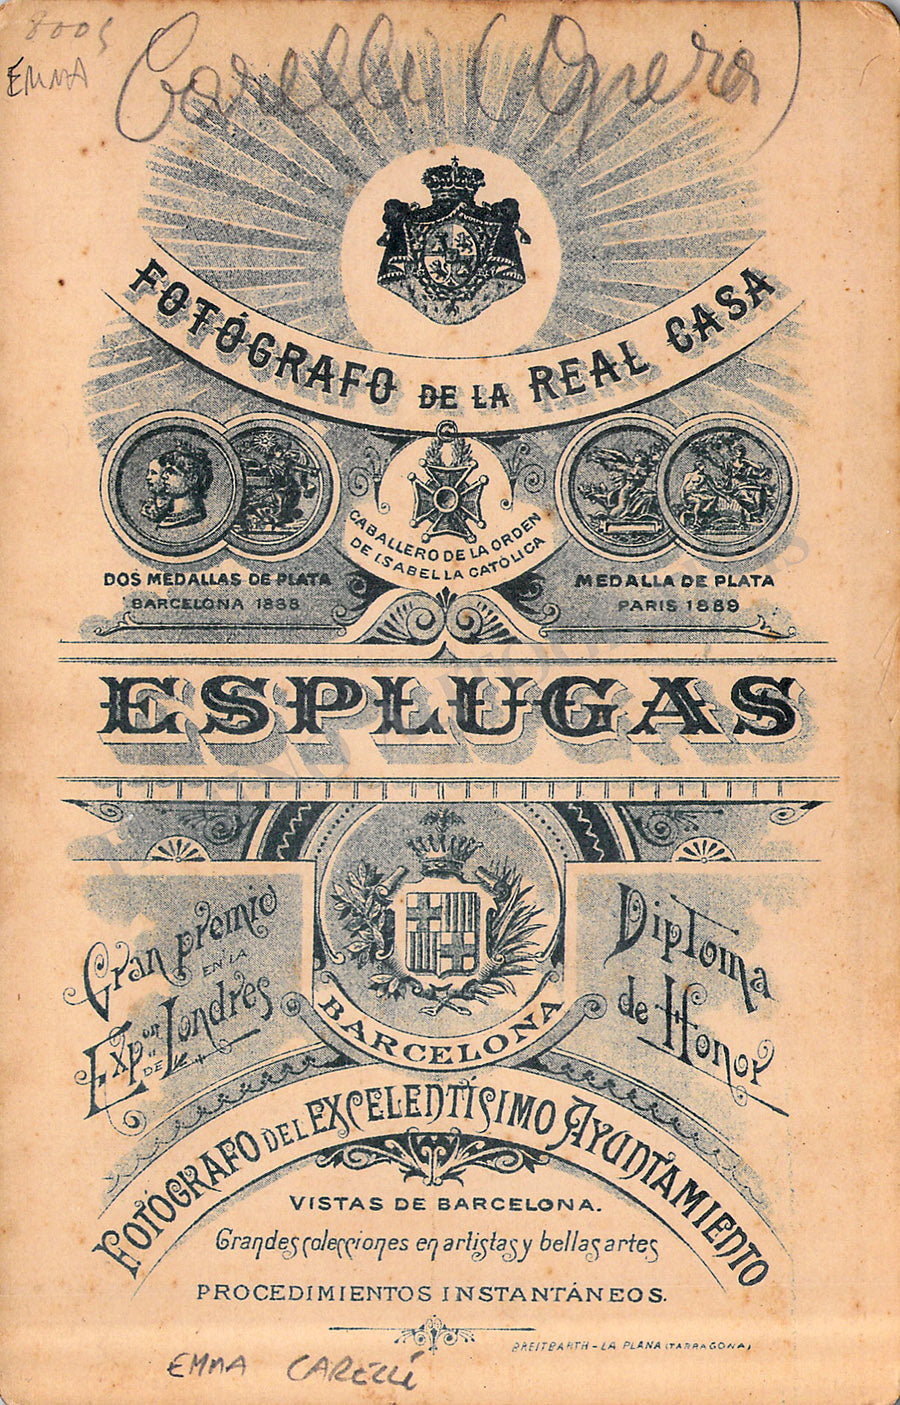 8005
EMMA
Carelli (Opera)
FOTÓGRAFO DE LA REAL CASA
CABALLERO DE LA ORDEN
DE ISABEL LA CATÓLICA
DOS MEDALLAS DE PLATA
BARCELONA 1888
MEDALLA DE PLATA
PARIS 1889
ESPLUGAS
Gran premio
EN LA
Expon DE Londres
Diploma
de Honor
BARCELONA
FOTÓGRAFO DEL EXCELENTÍSIMO AYUNTAMIENTO
VISTAS DE BARCELONA.
Grandes colecciones en artistas y bellas artes
PROCEDIMIENTOS INSTANTÁNEOS.
BREITBARTH - LA PLANA (TARRAGONA)
EMMA CARELLI